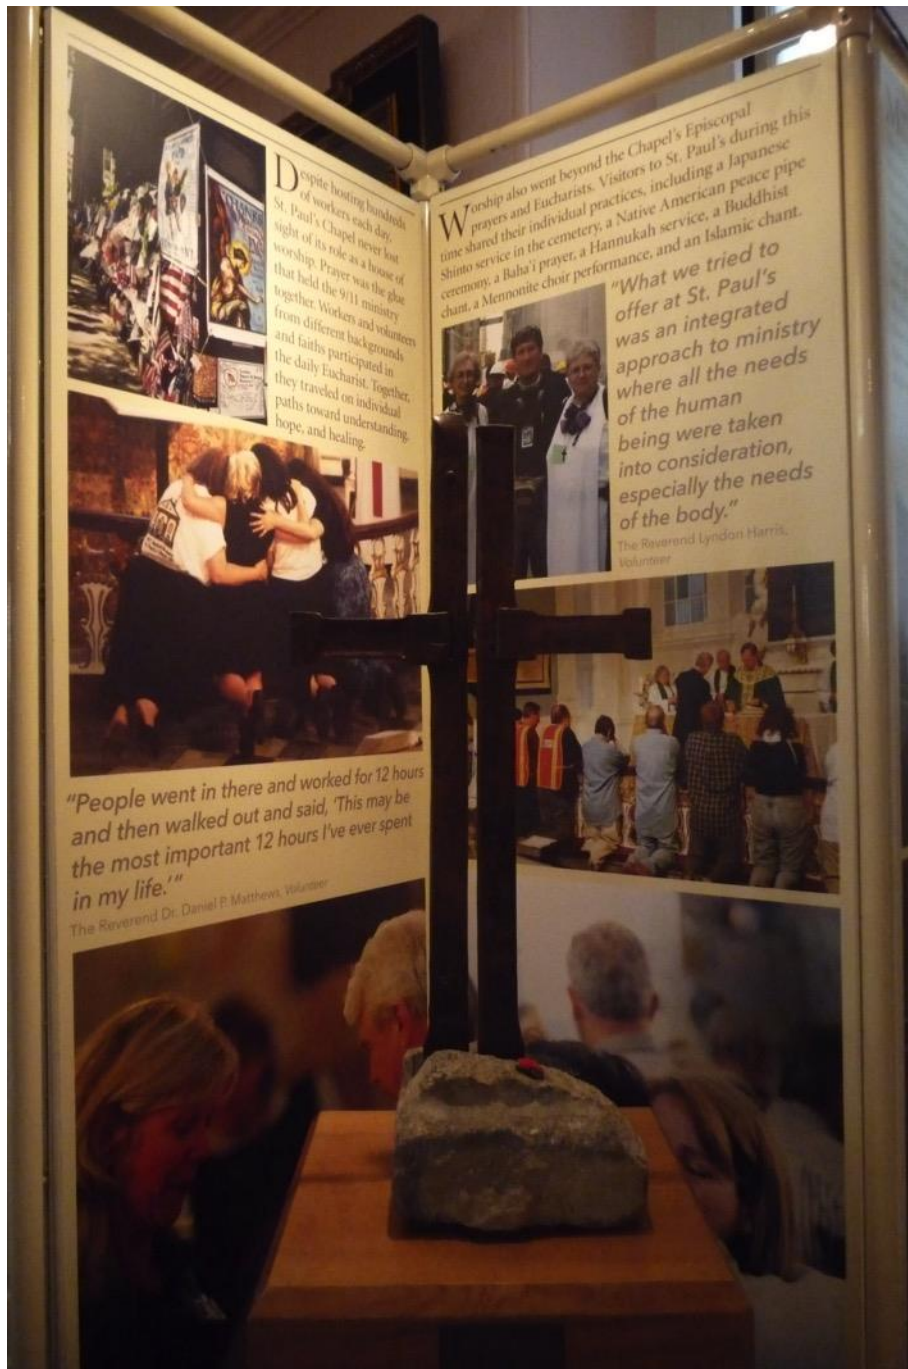 Despite hosting hundreds
of workers each day,
St. Paul's Chapel never lost
sight of its role as a house of
worship. Prayer was the glue
that held the 9/11 ministry
together. Workers and volunteers
from different backgrounds
and faiths participated in
the daily Eucharist. Together,
they traveled on individual
paths toward understanding,
hope, and healing.
"People went in there and worked for 12 hours
and then walked out and said, 'This may be
the most important 12 hours I've ever spent
in my life.'"
The Reverend Dr. Daniel P. Matthews, Volunteer
Worship also went beyond the Chapel's Episcopal
prayers and Eucharists. Visitors to St. Paul's during this
time shared their individual practices, including a Japanese
Shinto service in the cemetery, a Native American peace pipe
ceremony, a Baha'i prayer, a Hannukah service, a Buddhist
chant, a Mennonite choir performance, and an Islamic chant.
"What we tried to
offer at St. Paul's
was an integrated
approach to ministry
where all the needs
of the human
being were taken
into consideration,
especially the needs
of the body."
The Reverend Lyndon Harris,
Volunteer